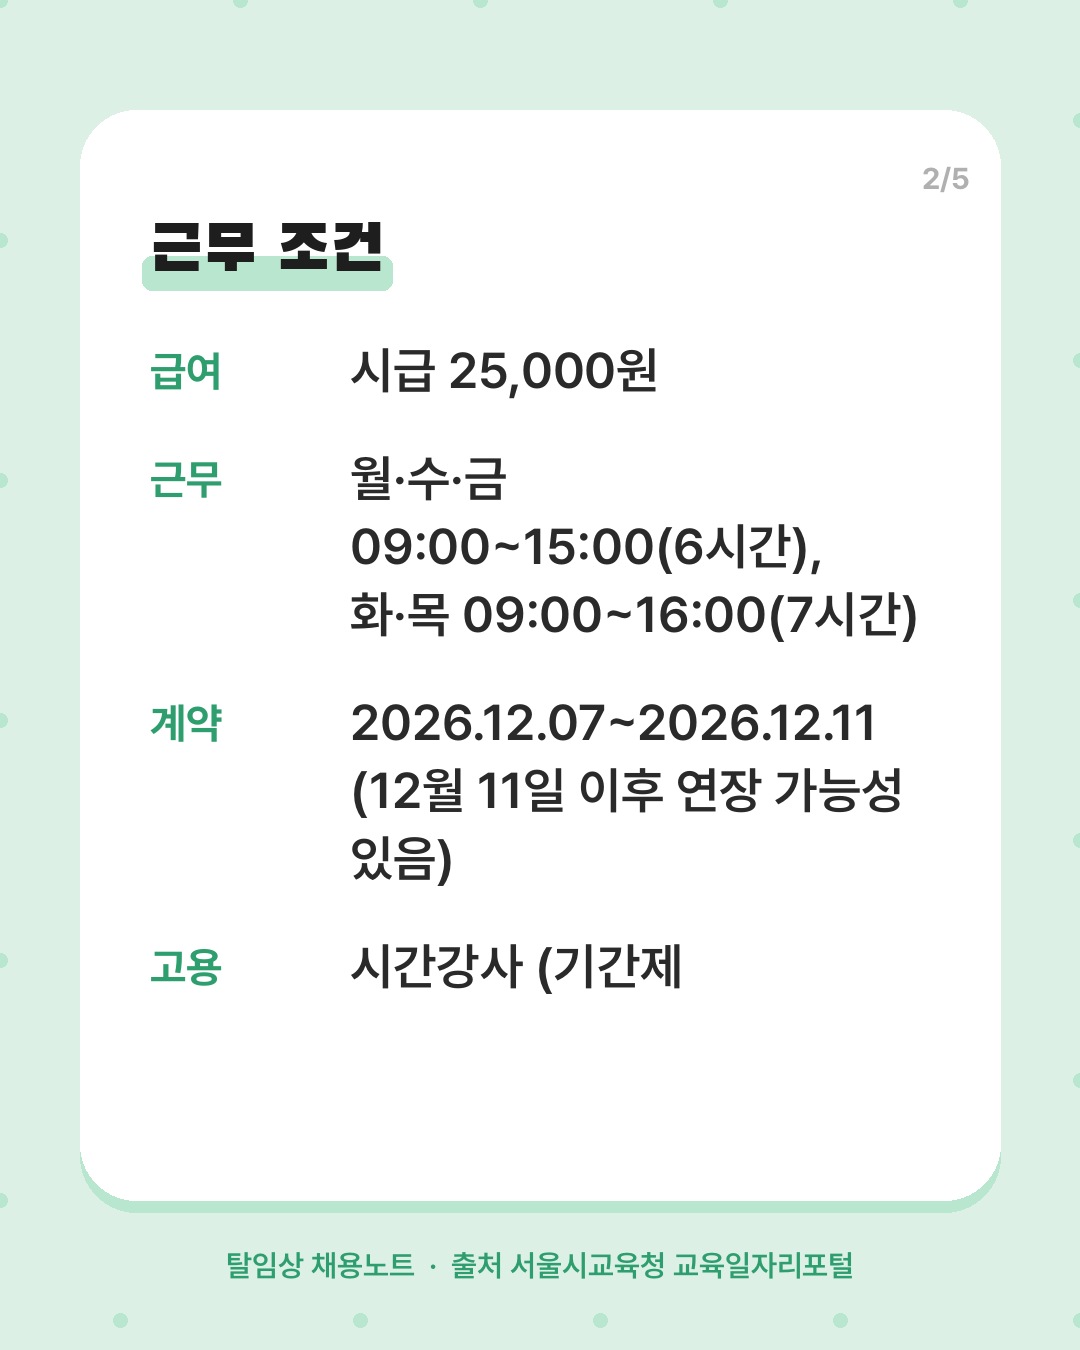 2/5
근무 조건
급여
시급 25,000원
근무
월·수·금
09:00~15:00(6시간),
화·목 09:00~16:00(7시간)
계약
2026.12.07~2026.12.11
(12월 11일 이후 연장 가능성
있음)
고용
시간강사 (기간제
탈임상 채용노트 · 출처 서울시교육청 교육일자리포털